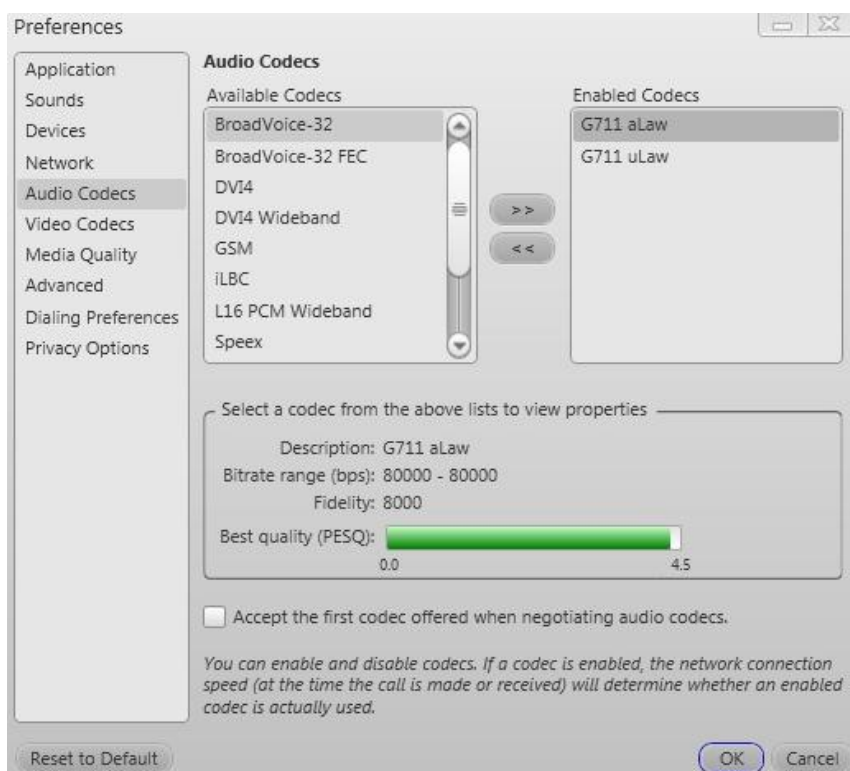 Preferences
Application
Sounds
Devices
Network
Audio Codecs
Video Codecs
Media Quality
Advanced
Dialing Preferences
Privacy Options
Audio Codecs
Available Codecs
BroadVoice-32
BroadVoice-32 FEC
DVI4
DVI4 Wideband
GSM
iLBC
L16 PCM Wideband
Speex
>>
<<
Enabled Codecs
G711 aLaw
G711 uLaw
Select a codec from the above lists to view properties
Description: G711 aLaw
Bitrate range (bps): 80000 - 80000
Fidelity: 8000
Best quality (PESQ):
0.0 4.5
Accept the first codec offered when negotiating audio codecs.
You can enable and disable codecs. If a codec is enabled, the network connection
speed (at the time the call is made or received) will determine whether an enabled
codec is actually used.
Reset to Default OK Cancel